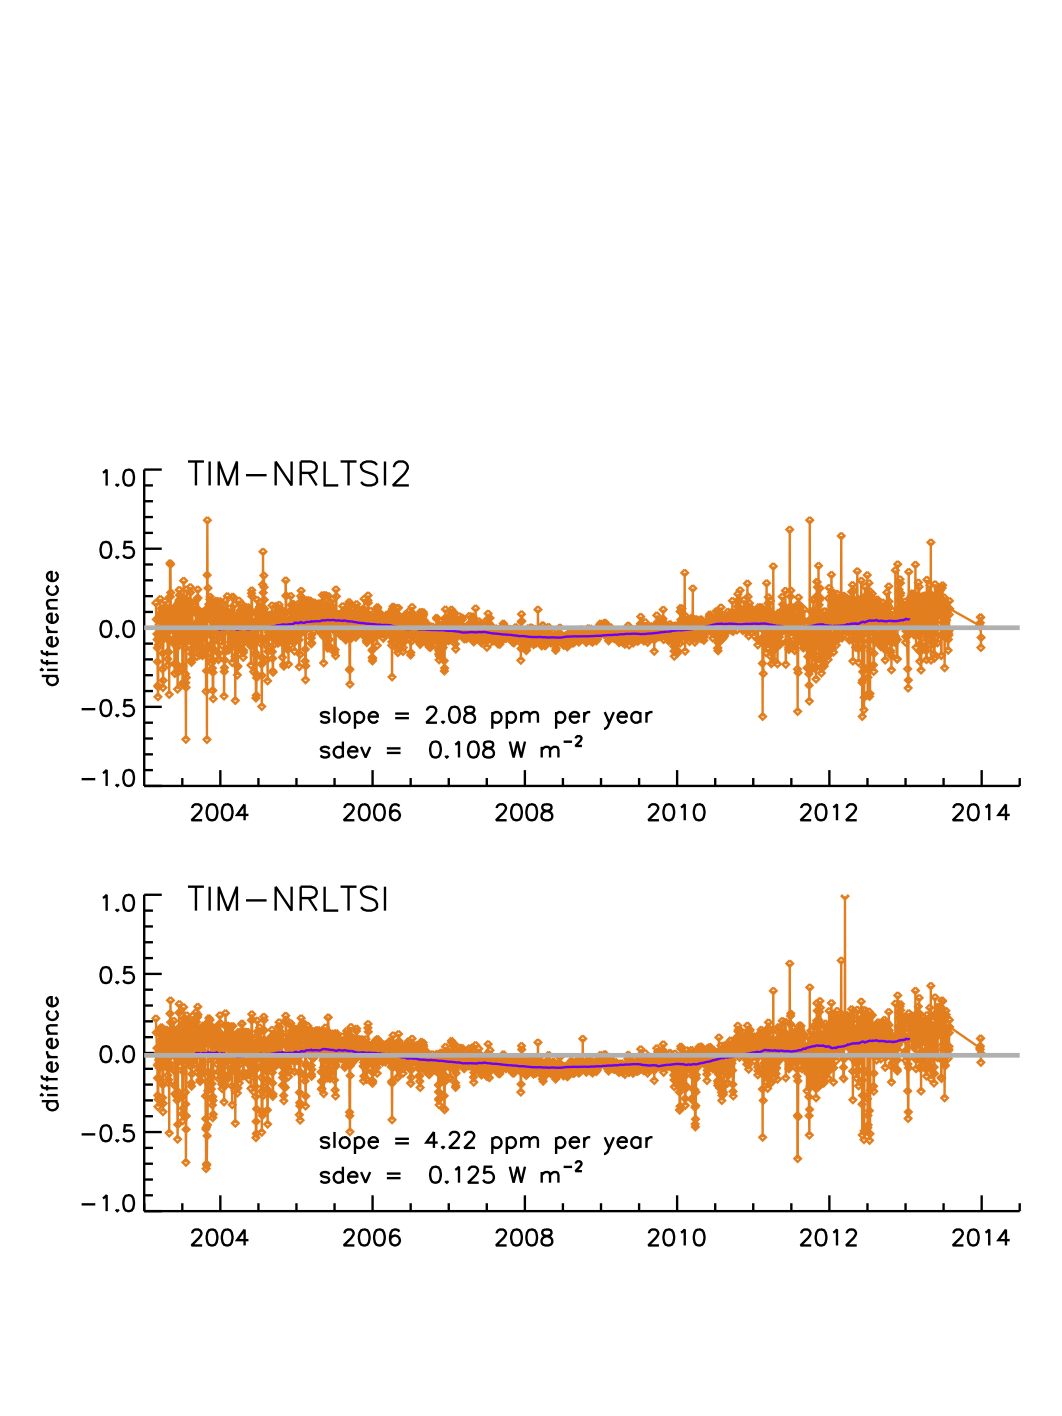 TIM-NRLTSI2
1.0
0.5
0.0
-0.5
-1.0
difference
slope = 2.08 ppm per year
sdev = 0.108 W m⁻²
2004 2006 2008 2010 2012 2014
TIM-NRLTSI
1.0
0.5
0.0
-0.5
-1.0
difference
slope = 4.22 ppm per year
sdev = 0.125 W m⁻²
2004 2006 2008 2010 2012 2014